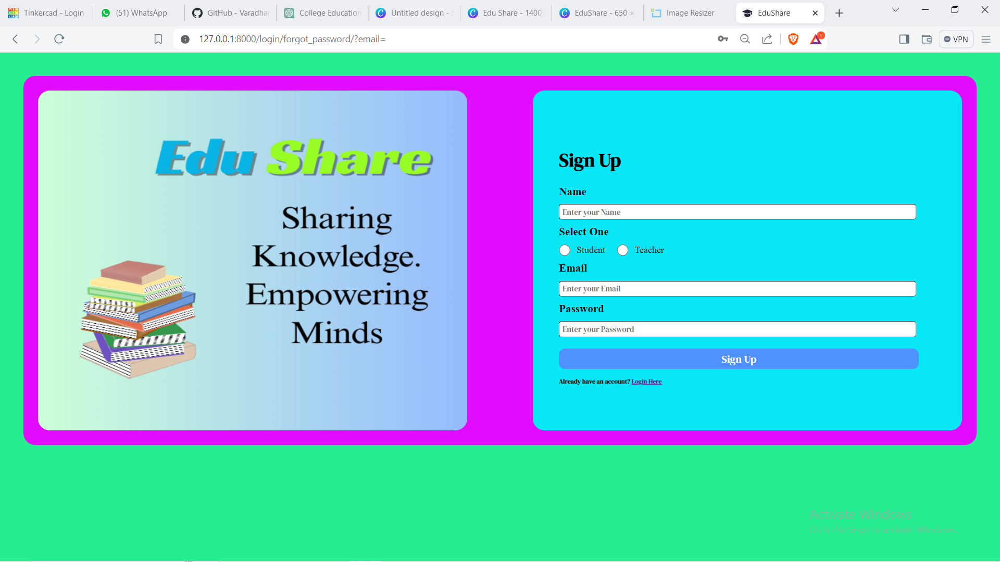 Tinkercad - Login
(51) WhatsApp
GitHub - Varadhar
College Education
Untitled design -
Edu Share - 1400
EduShare - 650
Image Resizer
EduShare
127.0.0.1:8000/login/forgot_password/?email=
1
VPN
Edu Share
Sharing
Knowledge.
Empowering
Minds
Sign Up
Name
Enter your Name
Select One
Student
Teacher
Email
Enter your Email
Password
Enter your Password
Sign Up
Already have an account? Login Here
Activate Windows
Go to Settings to activate Windows.